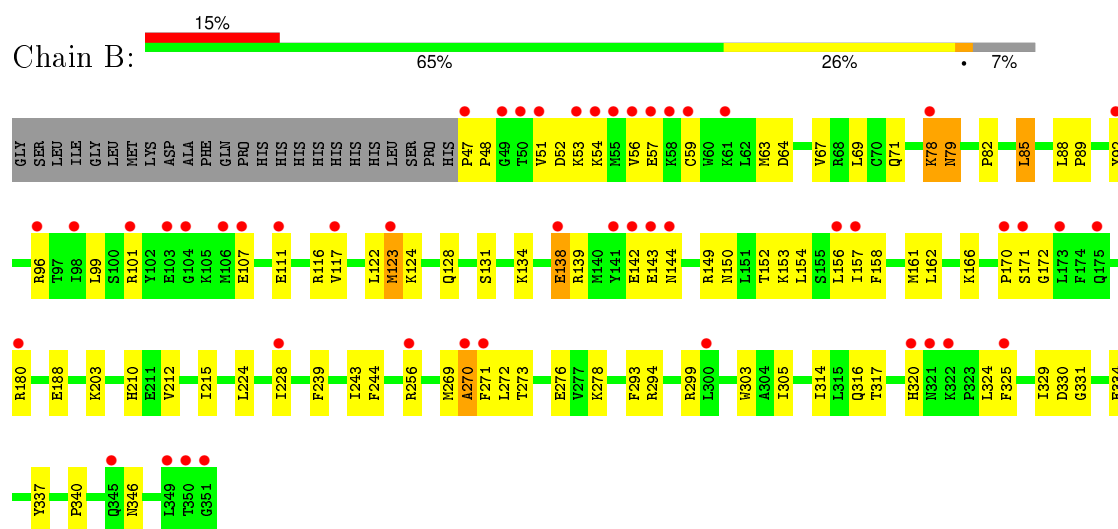 15%
Chain B:
65% 26% • 7%
GLY SER LEU ILE GLY LEU MET LYS ASP ALA PHE GLN PRO HIS HIS HIS HIS HIS HIS LEU SER PRO HIS P47 P48 G49 T50 V51 D52 K53 K54 M55 V56 E57 K58 C59 W60 K61 L62 M63 D64 V67 R68 L69 C70 Q71 K78 N79 P82 L85 L88 P89 Y92
R96 T97 I98 L99 S100 R101 Y102 E103 G104 K105 M106 E107 E111 R116 V117 L122 M123 K124 Q128 S131 K134 E138 R139 M140 Y141 E142 E143 N144 R149 N150 L151 T152 K153 L154 S155 L156 I157 F158 M161 L162 K166 P170 S171 G172 L173 F174 Q175
R180 E188 K203 H210 E211 V212 I215 L224 I228 F239 I243 F244 R256 M269 A270 F271 L272 T273 E276 V277 K278 F293 R294 R299 L300 W303 A304 I305 I314 L315 Q316 T317 H320 N321 K322 P323 L324 F325 I329 D330 G331
Y337 P340 Q345 N346 L349 T350 G351